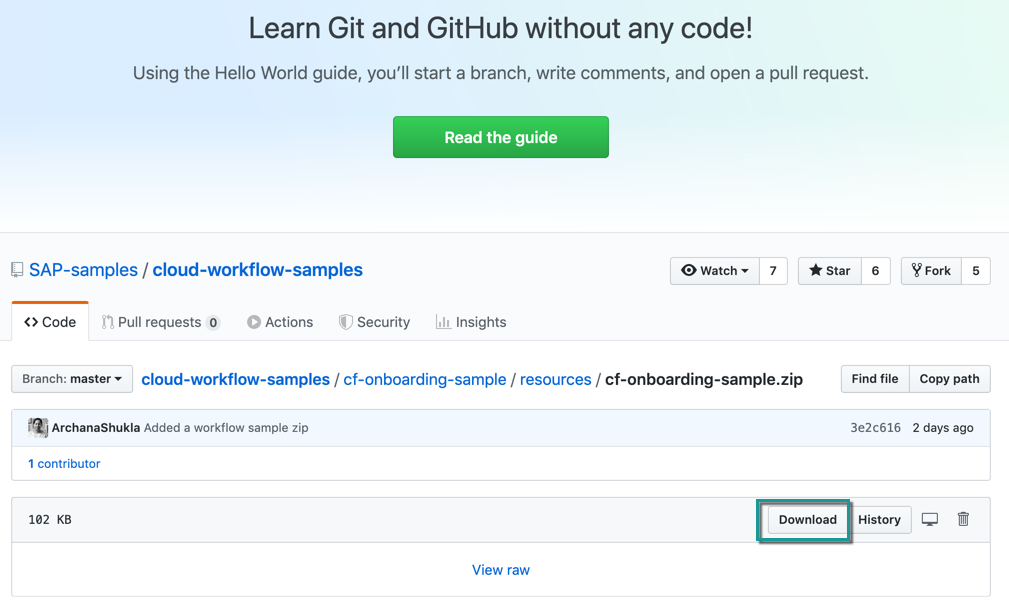 Learn Git and GitHub without any code!
Using the Hello World guide, you’ll start a branch, write comments, and open a pull request.
Read the guide
SAP-samples / cloud-workflow-samples
Watch 7 Star 6 Fork 5
Code Pull requests 0 Actions Security Insights
Branch: master cloud-workflow-samples / cf-onboarding-sample / resources / cf-onboarding-sample.zip Find file Copy path
ArchanaShukla Added a workflow sample zip 3e2c616 2 days ago
1 contributor
102 KB Download History
View raw